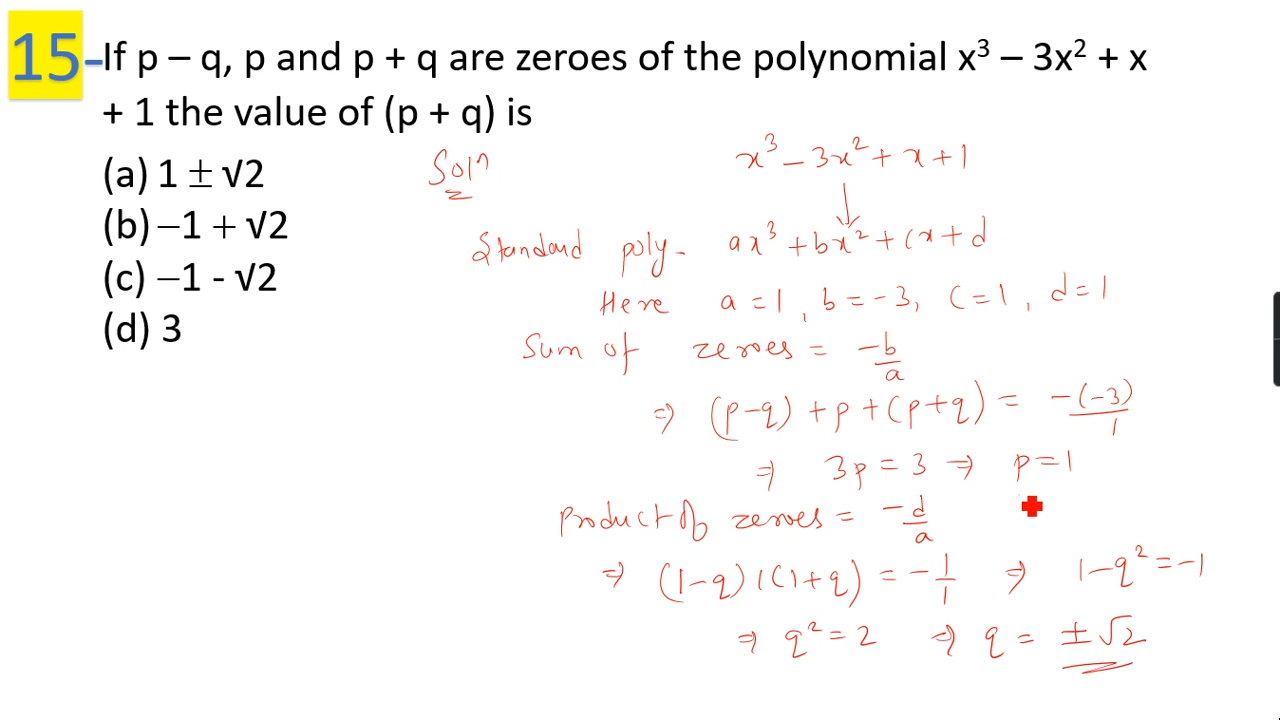 15-If p – q, p and p + q are zeroes of the polynomial x³ – 3x² + x
+ 1 the value of (p + q) is
(a) 1 ± √2
(b) –1 + √2
(c) –1 - √2
(d) 3
Solⁿ
x³ – 3x² + x + 1
↓
Standard poly- ax³ + bx² + cx + d
Here a = 1, b = -3, c = 1, d = 1
Sum of zeroes = -b/a
⇒ (p-q) + p + (p+q) = -(-3)/1
⇒ 3p = 3 ⇒ p = 1
Product of zeroes = -d/a
⇒ (1-q)1(1+q) = -1/1 ⇒ 1-q² = -1
⇒ q² = 2 ⇒ q = ±√2